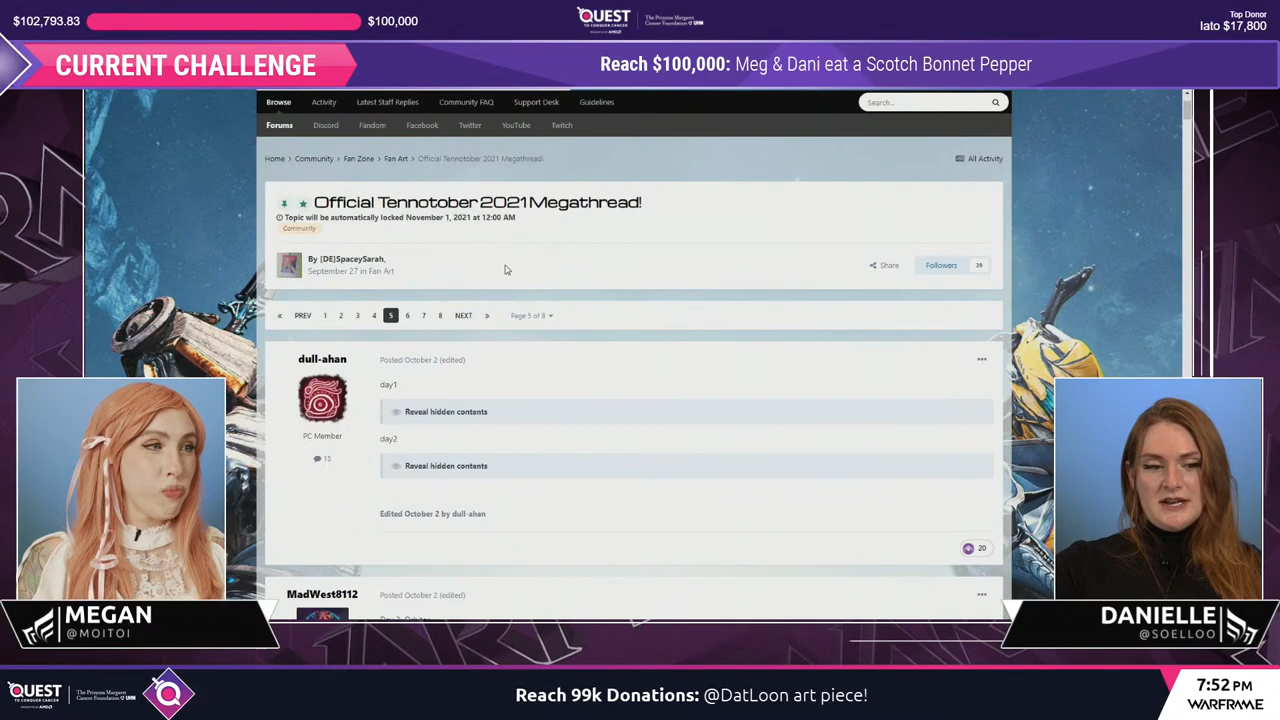 $102,793.83
$100,000
QUEST
TO CONQUER CANCER
PRESENTED BY AMD
The Princess Margaret
Cancer Foundation UHN
Top Donor
lato $17,800
CURRENT CHALLENGE
Reach $100,000: Meg & Dani eat a Scotch Bonnet Pepper
Browse Activity Latest Staff Replies Community FAQ Support Desk Guidelines
Search...
Forums Discord Fandom Facebook Twitter YouTube Twitch
Home > Community > Fan Zone > Fan Art > Official Tennotober 2021 Megathread!
All Activity
Official Tennotober 2021 Megathread!
Topic will be automatically locked November 1, 2021 at 12:00 AM
Community
By [DE]SpaceySarah,
September 27 in Fan Art
Share
Followers 39
« PREV 1 2 3 4 5 6 7 8 NEXT » Page 5 of 8
dull-ahan
Posted October 2 (edited)
day1
Reveal hidden contents
PC Member
day2
15
Reveal hidden contents
Edited October 2 by dull-ahan
20
MadWest8112
Posted October 2 (edited)
MEGAN
@MOITOI
DANIELLE
@SOELLOO
QUEST
TO CONQUER CANCER
The Princess Margaret
Cancer Foundation UHN
Reach 99k Donations: @DatLoon art piece!
7:52 PM
WARFRAME